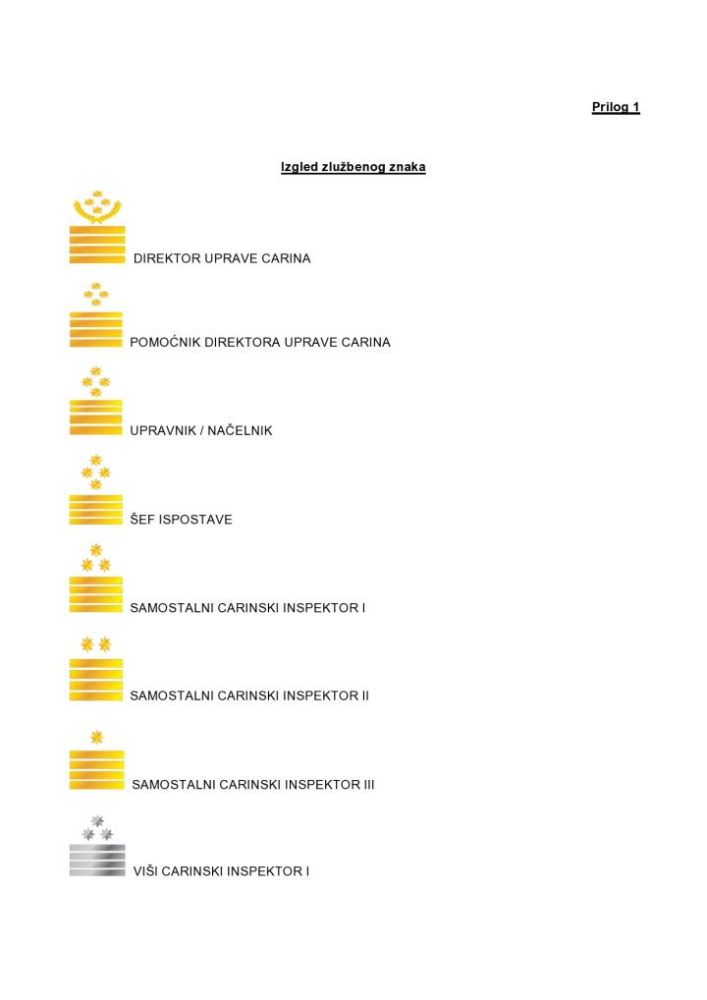 Prilog 1
Izgled zlužbenog znaka
DIREKTOR UPRAVE CARINA
POMOĆNIK DIREKTORA UPRAVE CARINA
UPRAVNIK / NAČELNIK
ŠEF ISPOSTAVE
SAMOSTALNI CARINSKI INSPEKTOR I
SAMOSTALNI CARINSKI INSPEKTOR II
SAMOSTALNI CARINSKI INSPEKTOR III
VIŠI CARINSKI INSPEKTOR I